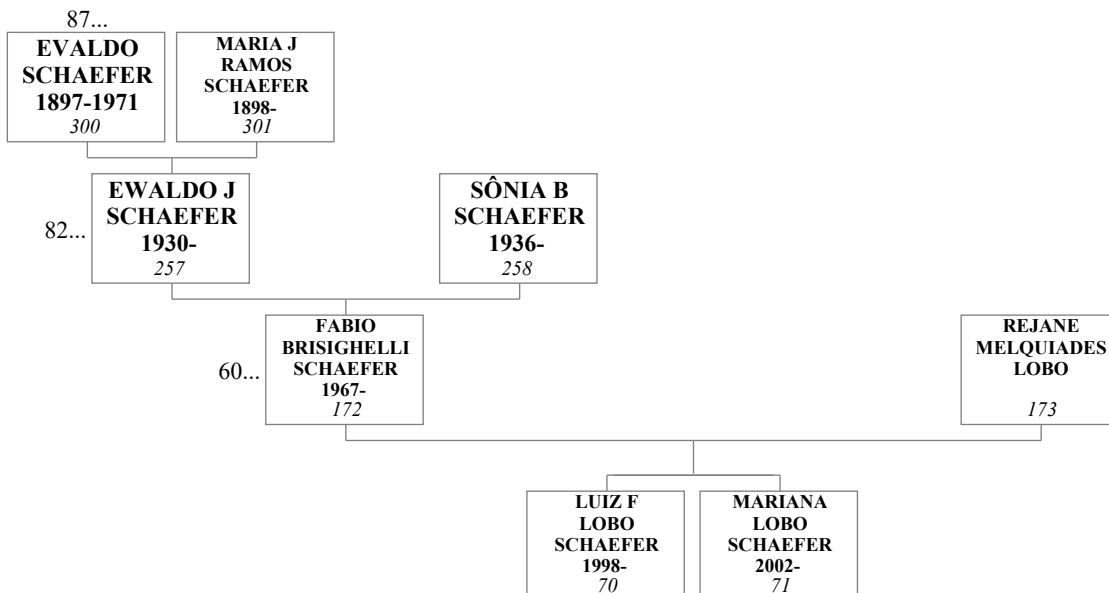 87...
EVALDO
SCHAEFER
1897-1971
300
MARIA J
RAMOS
SCHAEFER
1898-
301
82...
EWALDO J
SCHAEFER
1930-
257
SÔNIA B
SCHAEFER
1936-
258
60...
FABIO
BRISIGHELLI
SCHAEFER
1967-
172
REJANE
MELQUIADES
LOBO
173
LUIZ F
LOBO
SCHAEFER
1998-
70
MARIANA
LOBO
SCHAEFER
2002-
71